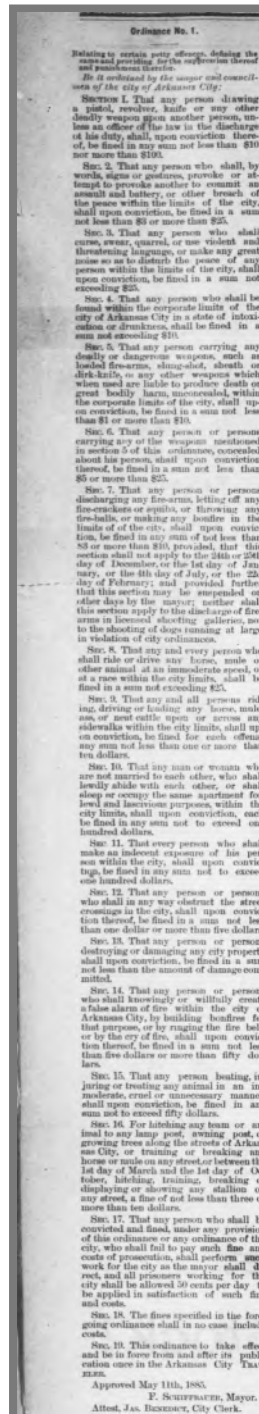 Ordinance No. 1.
Relating to certain petty offences, defining the
same and providing for the suppression thereof
and punishment therefor.
Be it ordained by the mayor and council-
men of the city of Arkansas City:
SECTION 1. That any person drawing
a pistol, revolver, knife or any other
deadly weapon upon another person, un-
less an officer of the law in the discharge
of his duty, shall, upon conviction there-
of, be fined in any sum not less than $10
nor more than $100.
SEC. 2. That any person who shall, by
words, signs or gestures, provoke or at-
tempt to provoke another to commit an
assault and battery, or other breach of
the peace within the limits of the city,
shall upon conviction, be fined in a sum
not less than $3 or more than $25.
SEC. 3. That any person who shall
curse, swear, quarrel, or use violent and
threatening language, or make any great
noise so as to disturb the peace of any
person within the limits of the city, shall
upon conviction, be fined in a sum not
exceeding $25.
SEC. 4. That any person who shall be
found within the corporate limits of the
city of Arkansas City in a state of intoxi-
cation or drunkness, shall be fined in a
sum not exceeding $10.
SEC. 5. That any person carrying any
deadly or dangerous weapons, such as
loaded fire-arms, slung-shot, sheath or
dirk-knife, or any other weapons which
when used are liable to produce death or
great bodily harm, unconcealed, within
the corporate limits of the city, shall up-
on conviction, be fined in a sum not less
than $1 or more than $10.
SEC. 6. That any person or persons
carrying any of the weapons mentioned
in section 5 of this ordinance, concealed
about his person, shall upon conviction
thereof, be fined in a sum not less than
$5 or more than $25.
SEC. 7. That any person or persons
discharging any fire-arms, letting off any
fire-crackers or squibs, or throwing any
fire-balls, or making any bonfire in the
limits of of the city, shall upon convic
tion, be fined in any sum of not less than
$3 or more than $10, provided, that this
section shall not apply to the 24th or 25th
day of December, or the 1st day of Jan
uary, or the 4th day of July, or the 22d
day of February; and provided further
that this section may be suspended on
other days by the mayor; neither shall
this section apply to the discharge of fire
arms in licensed shooting galleries, nor
to the shooting of dogs running at large
in violation of city ordinances.
SEC. 8. That any and every person who
shall ride or drive any horse, mule o
other animal at an immoderate speed, o
at a race within the city limits, shall b
fined in a sum not exceeding $25.
SEC. 9. That any and all persons rid
ing, driving or leading any horse, mule
ass, or neat cattle upon or across any
sidewalks within the city limits, shall up
on conviction, be fined for each offense
any sum not less than one or more than
ten dollars.
SEC. 10. That any man or woman wh
are not married to each other, who shal
lewdly abide with each other, or shal
sleep or occupy the same apartment fo
lewd and lascivious purposes, within th
city limits, shall upon conviction, each
be fined in any sum not to exceed one
hundred dollars.
SEC. 11. That every person who shal
make an indecent exposure of his per
son within the city, shall upon convic
tion, be fined in any sum not to exceed
one hundred dollars.
SEC. 12. That any person or person
who shall in any way obstruct the stree
crossings in the city, shall upon convic
tion thereof, be fined in a sum not less
than one dollar or more than five dollars
SEC. 13. That any person or person
destroying or damaging any city property
shall upon conviction, be fined in a sum
not less than the amount of damage com
mitted.
SEC. 14. That any person or person
who shall knowingly or willfully creat
a false alarm of fire within the city o
Arkansas City, by building bonfires fo
that purpose, or by ringing the fire bell
or by the cry of fire, shall upon convic
tion thereof, be fined in a sum not less
than five dollars or more than fifty dol
lars.
SEC. 15. That any person beating, in
juring or treating any animal in an im
moderate, cruel or unnecessary manner
shall upon conviction, be fined in any
sum not to exceed fifty dollars.
SEC. 16. For hitching any team or an
imal to any lamp post, awning post, o
growing trees along the streets of Arkan
sas City, or training or breaking any
horse or mule on any street, or between th
1st day of March and the 1st day of Oc
tober, hitching, training, breaking o
displaying or showing any stallion o
any street, a fine of not less than three o
more than ten dollars.
SEC. 17. That any person who shall b
convicted and fined, under any provision
of this ordinance or any ordinance of th
city, who shall fail to pay such fine and
costs of prosecution, shall perform
work for the city as the mayor shall di
rect, and all prisoners working for th
city shall be allowed 50 cents per day t
be applied in satisfaction of such fine
and costs.
SEC. 18. The fines specified in the fore
going ordinance shall in no case include
costs.
SEC. 19. This ordinance to take effec
and be in force from and after its publi
cation once in the Arkansas City TRAV
ELER.
Approved May 11th, 1885.
F. SCHIFFBAUER, Mayor.
Attest, JAS. BENEDICT, City Clerk.